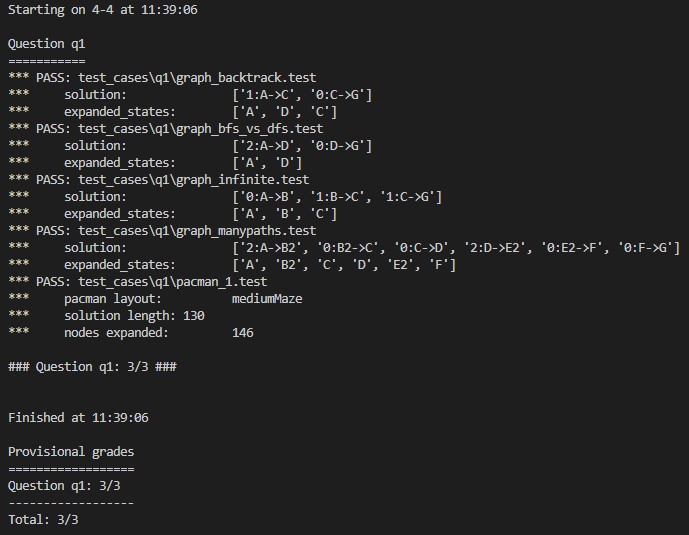 Starting on 4-4 at 11:39:06
Question q1
===========
*** PASS: test_cases\q1\graph_backtrack.test
***     solution:               ['1:A->C', '0:C->G']
***     expanded_states:        ['A', 'D', 'C']
*** PASS: test_cases\q1\graph_bfs_vs_dfs.test
***     solution:               ['2:A->D', '0:D->G']
***     expanded_states:        ['A', 'D']
*** PASS: test_cases\q1\graph_infinite.test
***     solution:               ['0:A->B', '1:B->C', '1:C->G']
***     expanded_states:        ['A', 'B', 'C']
*** PASS: test_cases\q1\graph_manypaths.test
***     solution:               ['2:A->B2', '0:B2->C', '0:C->D', '2:D->E2', '0:E2->F', '0:F->G']
***     expanded_states:        ['A', 'B2', 'C', 'D', 'E2', 'F']
*** PASS: test_cases\q1\pacman_1.test
***     pacman layout:          mediumMaze
***     solution length: 130
***     nodes expanded:         146
### Question q1: 3/3 ###
Finished at 11:39:06
Provisional grades
==================
Question q1: 3/3
------------------
Total: 3/3